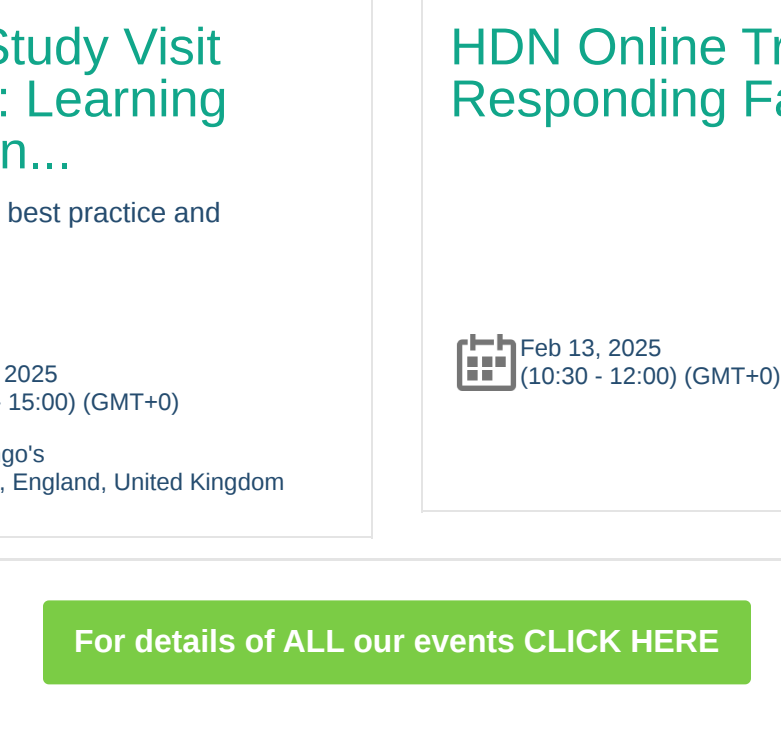 Study Visit
: Learning
n...
best practice and
2025
- 15:00) (GMT+0)
go's
, England, United Kingdom
HDN Online Tr
Responding Fa
Feb 13, 2025
(10:30 - 12:00) (GMT+0)
For details of ALL our events CLICK HERE